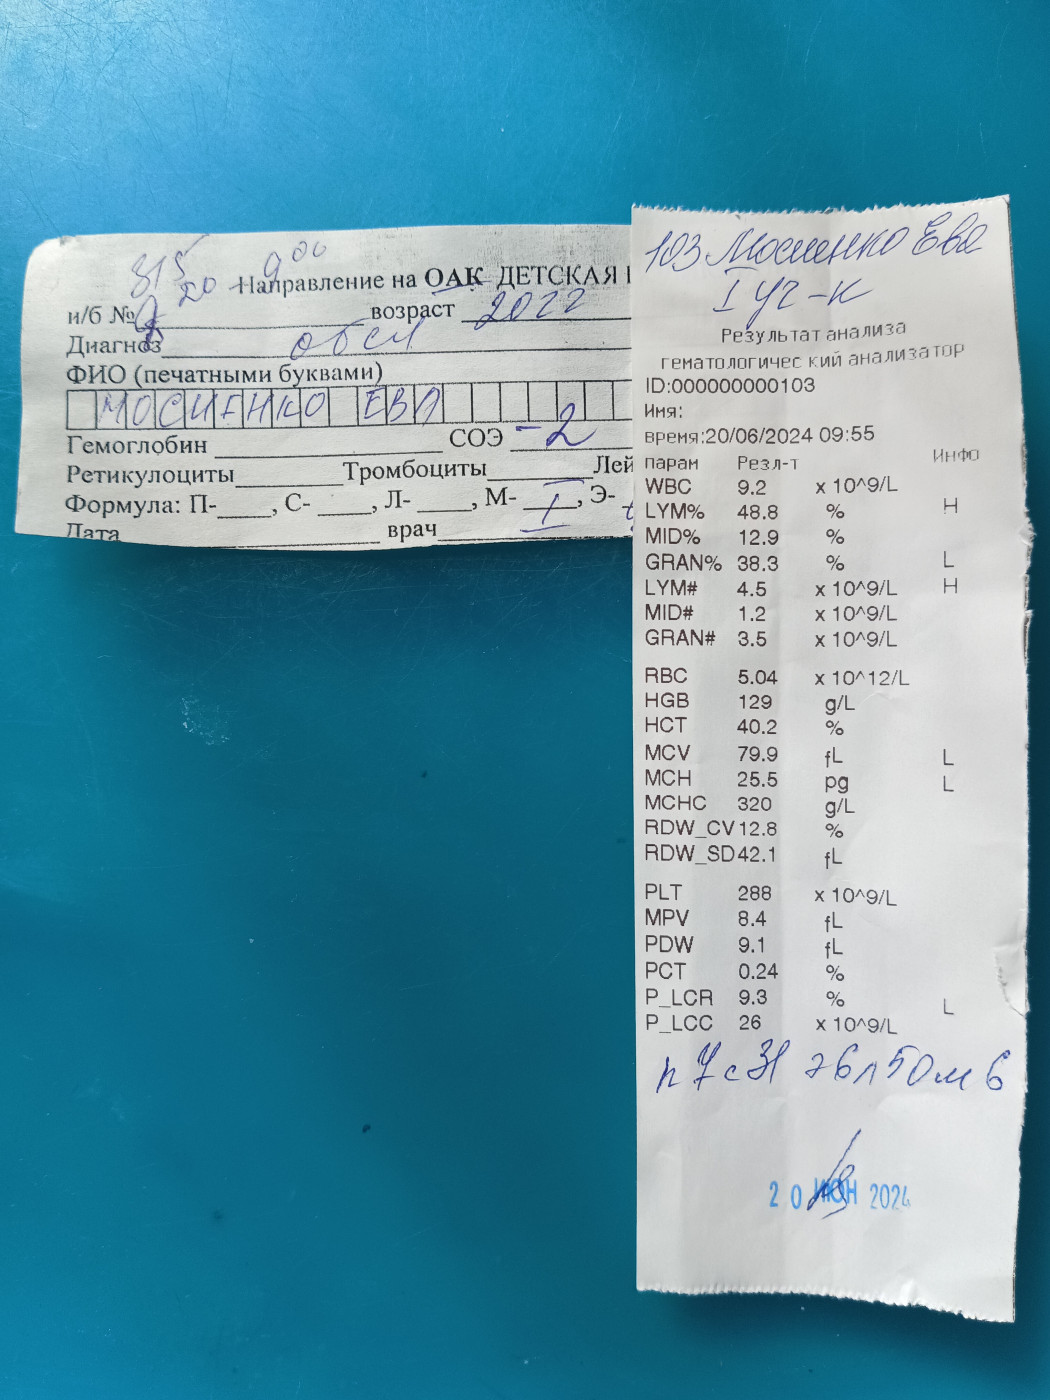 315
20 9⁰⁰
Направление на ОАК ДЕТСКАЯ
и/б № возраст 2022
Диагноз обсл
ФИО (печатными буквами)
МОСИЕНКО ЕВА
Гемоглобин СОЭ - 2
Ретикулоциты Тромбоциты Лей
Формула: П- , С- , Л- , М- , Э-
I
Дата врач
103 Мосиенко Ева
I уч-к
Результат анализа
гематологичес кий анализатор
ID:000000000103
Имя:
время:20/06/2024 09:55
парам Резл-т Инфо
WBC 9.2 x 10^9/L
LYM% 48.8 % H
MID% 12.9 %
GRAN% 38.3 % L
LYM# 4.5 x 10^9/L H
MID# 1.2 x 10^9/L
GRAN# 3.5 x 10^9/L
RBC 5.04 x 10^12/L
HGB 129 g/L
HCT 40.2 %
MCV 79.9 fL L
MCH 25.5 pg L
MCHC 320 g/L
RDW_CV 12.8 %
RDW_SD 42.1 fL
PLT 288 x 10^9/L
MPV 8.4 fL
PDW 9.1 fL
PCT 0.24 %
P_LCR 9.3 % L
P_LCC 26 x 10^9/L
п 7 с 31 э 6 л 50 м 6
20 ИЮН 2024